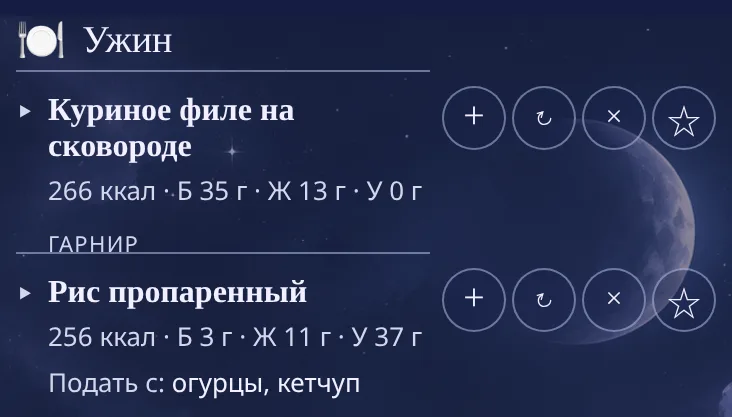 🍽 Ужин
▸ Куриное филе на
сковороде
+ ↻ × ☆
266 ккал · Б 35 г · Ж 13 г · У 0 г
ГАРНИР
▸ Рис пропаренный
+ ↻ × ☆
256 ккал · Б 3 г · Ж 11 г · У 37 г
Подать с: огурцы, кетчуп